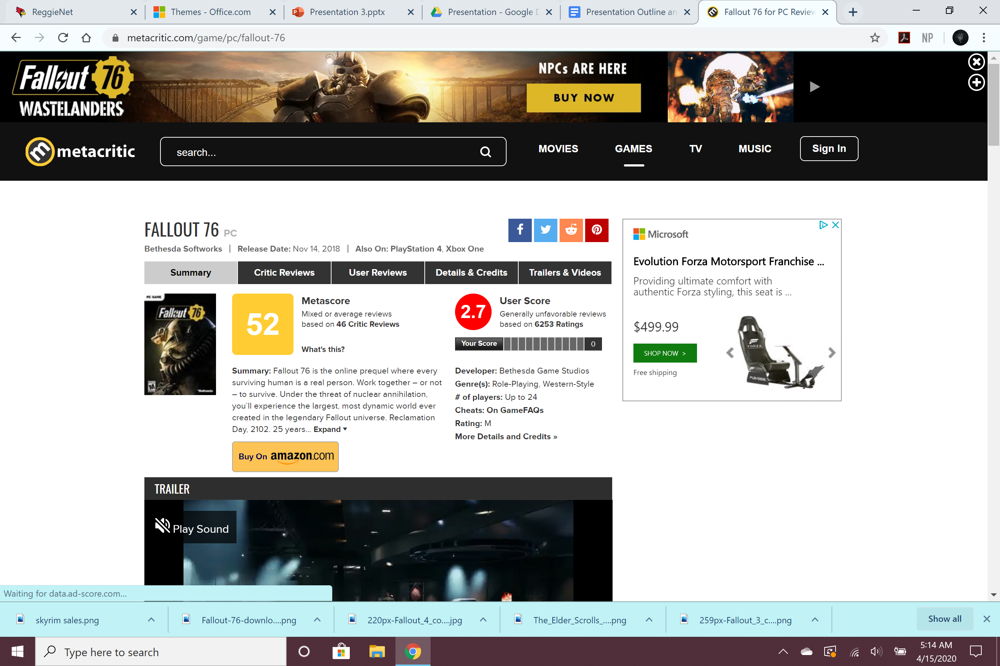 ReggieNet
Themes - Office.com
Presentation 3.pptx
Presentation - Google D
Presentation Outline an
Fallout 76 for PC Review
metacritic.com/game/pc/fallout-76
NP
Fallout 76
WASTELANDERS
NPCs ARE HERE
BUY NOW
metacritic
search...
MOVIES
GAMES
TV
MUSIC
Sign In
FALLOUT 76 PC
Bethesda Softworks | Release Date: Nov 14, 2018 | Also On: PlayStation 4, Xbox One
Summary
Critic Reviews
User Reviews
Details & Credits
Trailers & Videos
PC GAME
Fallout 76
52
Metascore
Mixed or average reviews
based on 46 Critic Reviews
What's this?
2.7
User Score
Generally unfavorable reviews
based on 6253 Ratings
Your Score
0
Summary: Fallout 76 is the online prequel where every
surviving human is a real person. Work together – or not
– to survive. Under the threat of nuclear annihilation,
you’ll experience the largest, most dynamic world ever
created in the legendary Fallout universe. Reclamation
Day, 2102. 25 years... Expand
Buy On amazon.com
Developer: Bethesda Game Studios
Genre(s): Role-Playing, Western-Style
# of players: Up to 24
Cheats: On GameFAQs
Rating: M
More Details and Credits »
Microsoft
Evolution Forza Motorsport Franchise ...
Providing ultimate comfort with
authentic Forza styling, this seat is ...
$499.99
SHOP NOW >
Free shipping
FORZA
PLAYSEAT
TRAILER
Play Sound
Waiting for data.ad-score.com...
skyrim sales.png
Fallout-76-downlo....png
220px-Fallout_4_co....jpg
The_Elder_Scrolls_....png
259px-Fallout_3_c....png
Show all
Type here to search
5:14 AM
4/15/2020